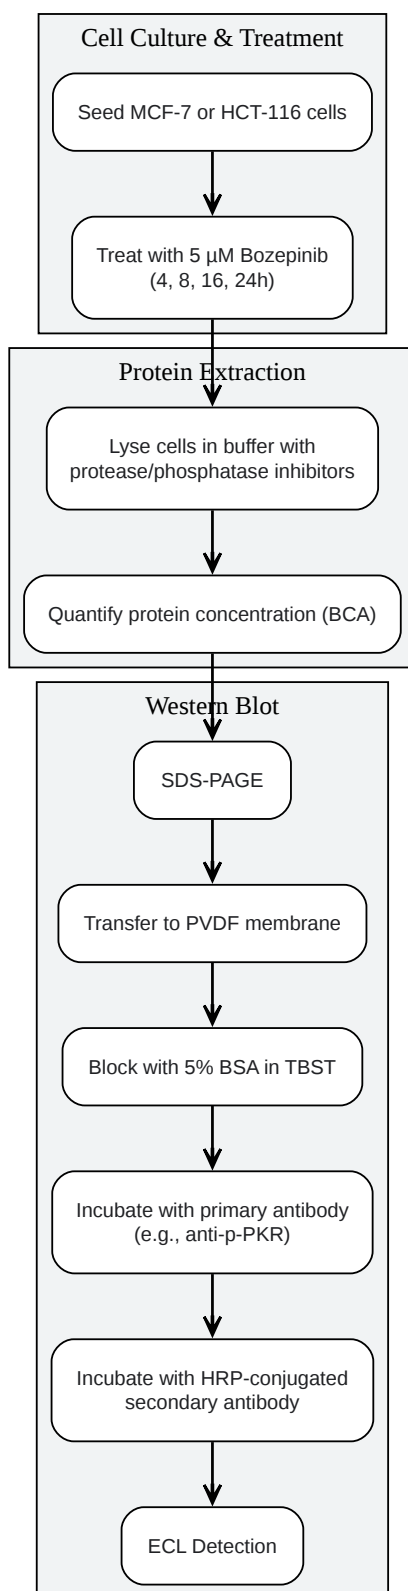 Cell Culture & Treatment
Seed MCF-7 or HCT-116 cells
Treat with 5 µM Bozepinib
(4, 8, 16, 24h)
Protein Extraction
Lyse cells in buffer with
protease/phosphatase inhibitors
Quantify protein concentration (BCA)
Western Blot
SDS-PAGE
Transfer to PVDF membrane
Block with 5% BSA in TBST
Incubate with primary antibody
(e.g., anti-p-PKR)
Incubate with HRP-conjugated
secondary antibody
ECL Detection